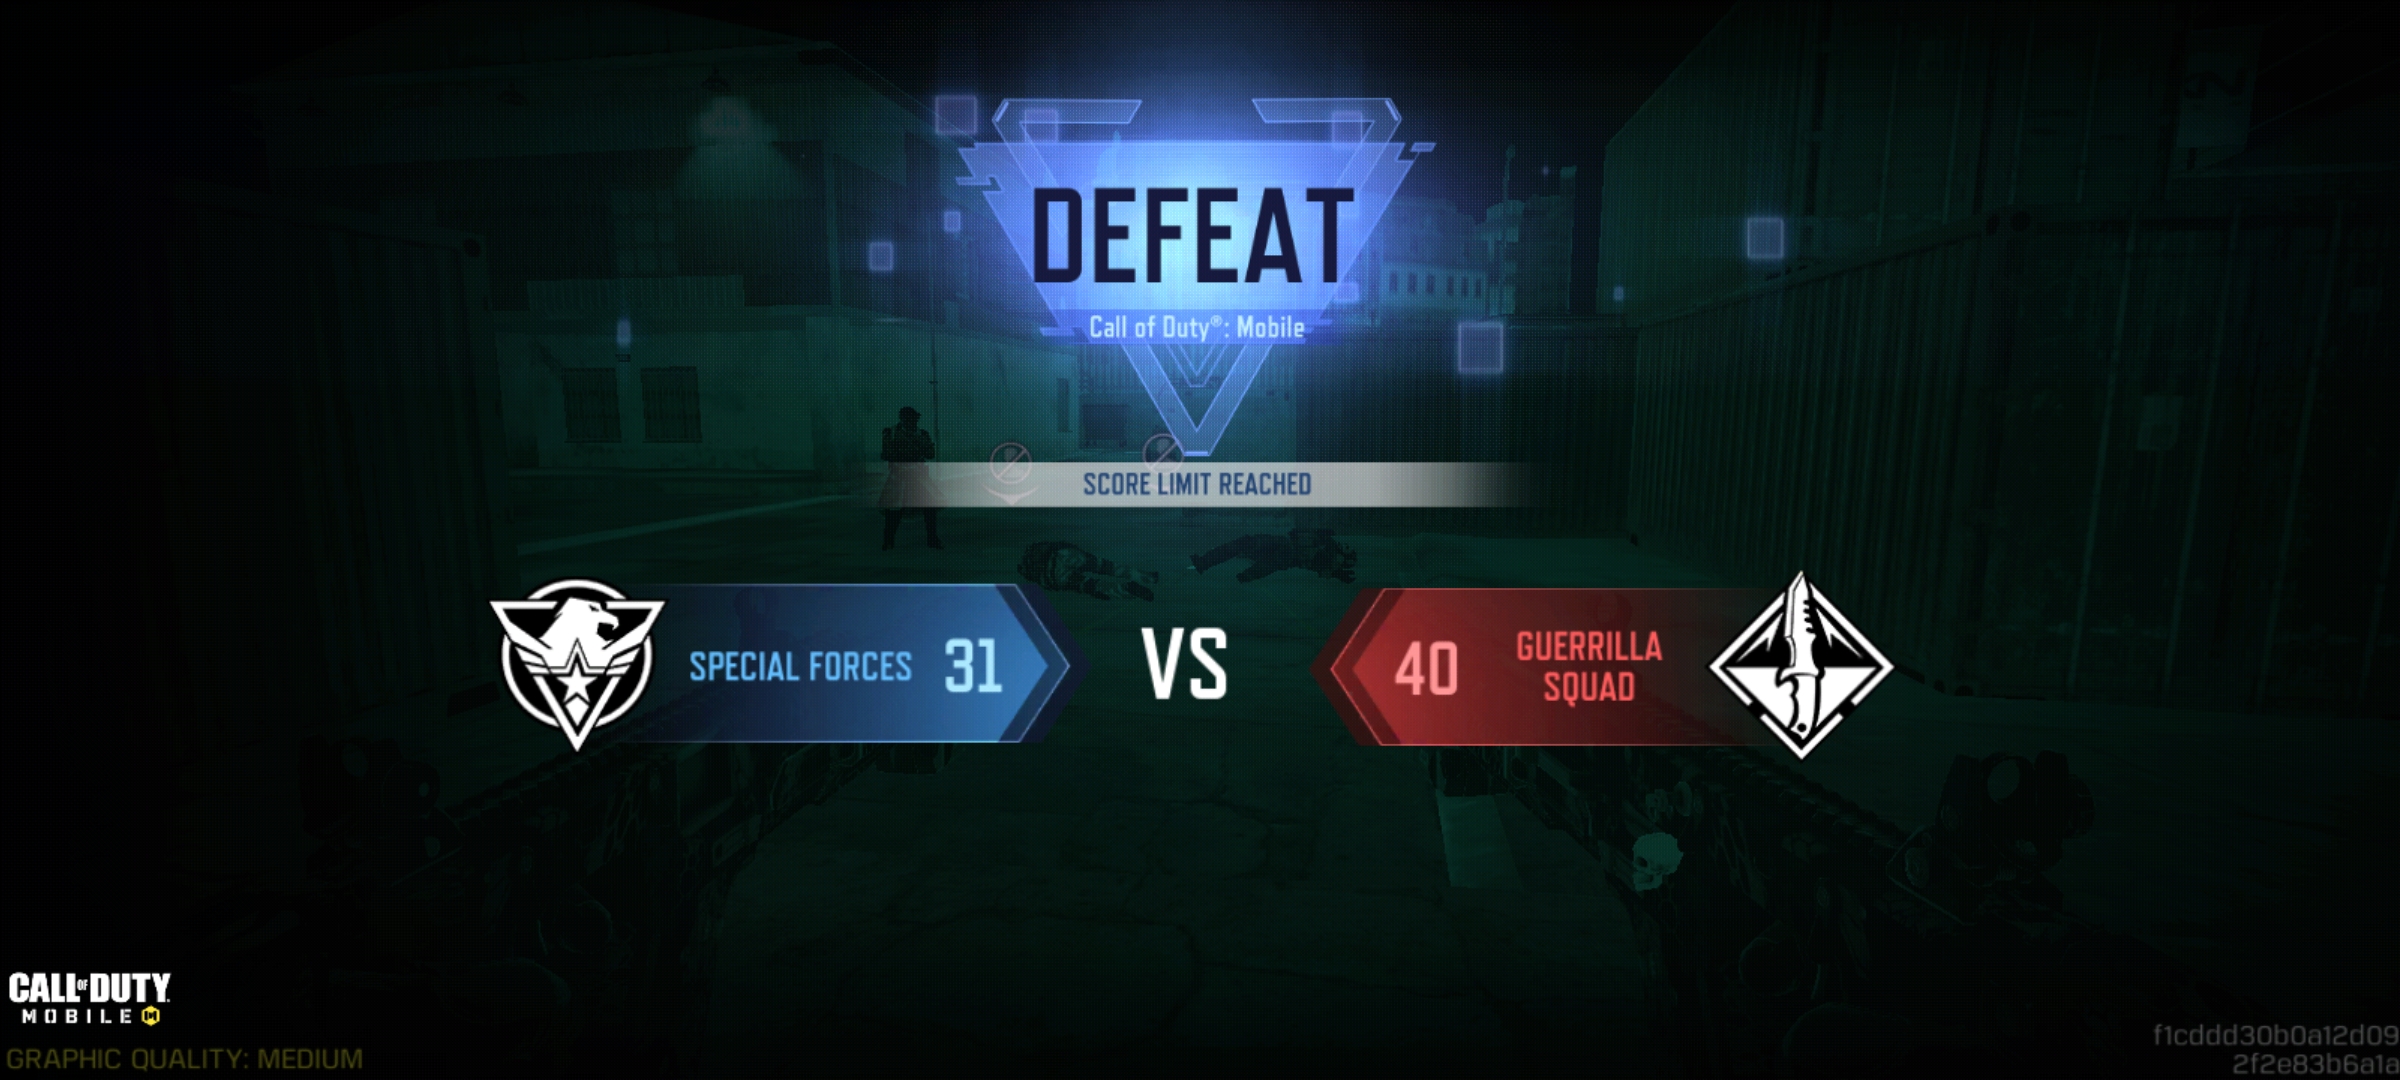 DEFEAT
Call of Duty®: Mobile
SCORE LIMIT REACHED
SPECIAL FORCES 31 VS 40 GUERRILLA
SQUAD
CALL OF DUTY
MOBILE
GRAPHIC QUALITY: MEDIUM
f1cddd30b0a12d09
2f2e83b6a1a